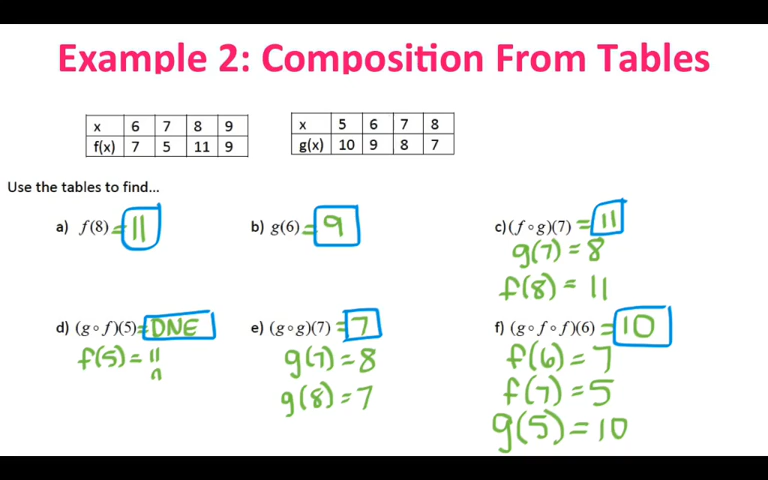 Example 2: Composition From Tables
x 6 7 8 9
f(x) 7 5 11 9
x 5 6 7 8
g(x) 10 9 8 7
Use the tables to find...
a) f(8) = 11
b) g(6) = 9
c) (f∘g)(7) = 11
g(7) = 8
f(8) = 11
d) (g∘f)(5) = DNE
f(5) =
e) (g∘g)(7) = 7
g(7) = 8
g(8) = 7
f) (g∘f∘f)(6) = 10
f(6) = 7
f(7) = 5
g(5) = 10